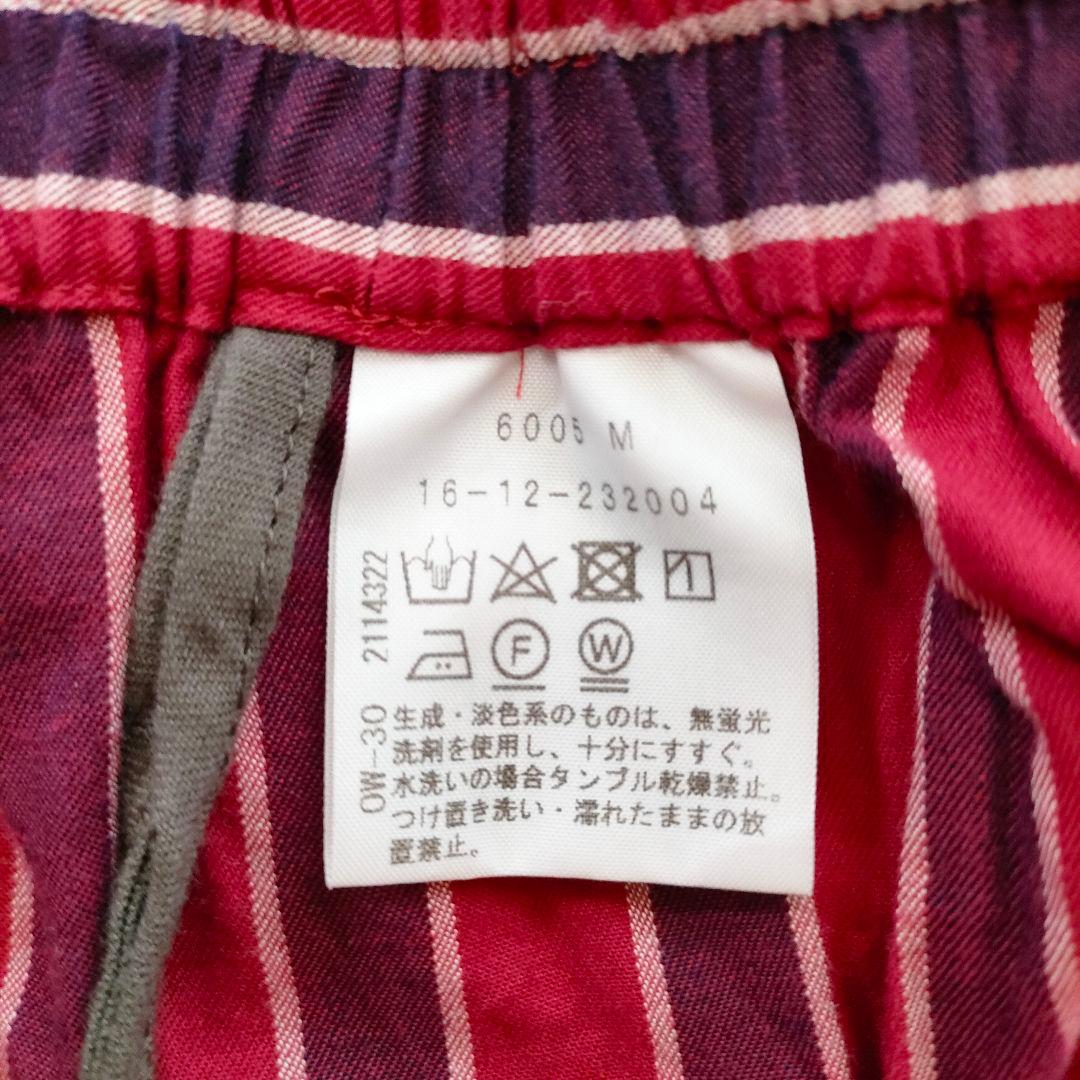 6005 M
16-12-232004
2114322
F
W
OW-30
生成・淡色系のものは、無蛍光
洗剤を使用し、十分にすすぐ。
水洗いの場合タンブル乾燥禁止。
つけ置き洗い・濡れたままの放
置禁止。